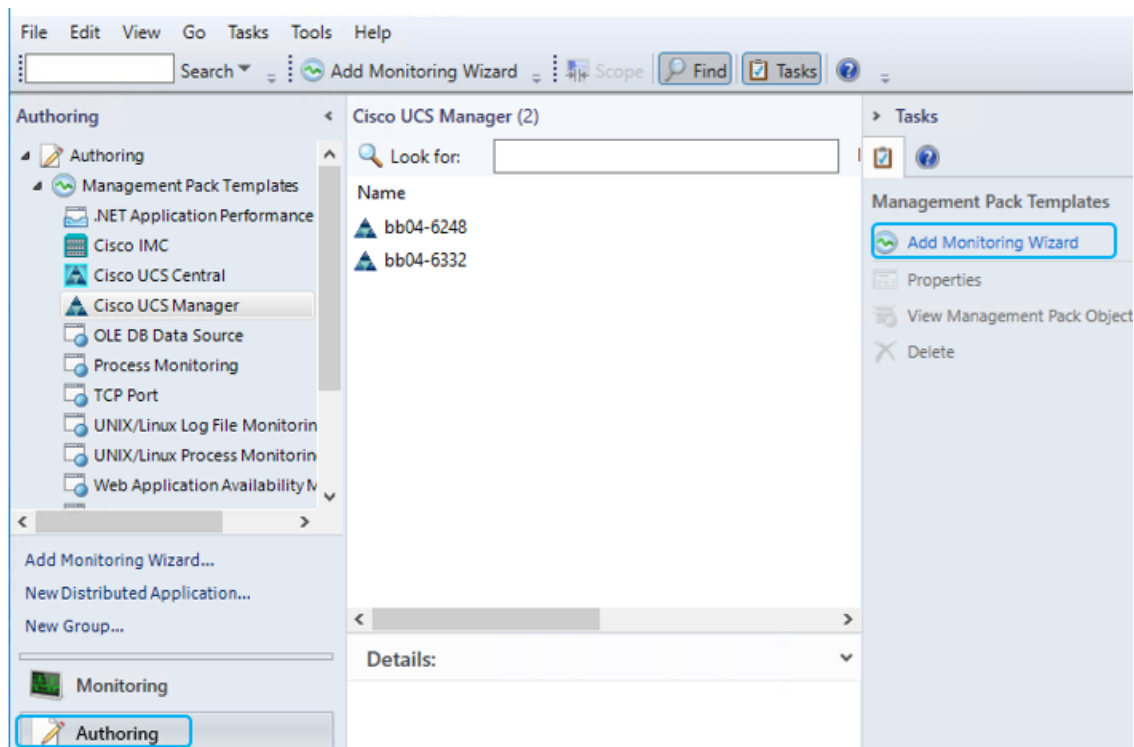 File Edit View Go Tasks Tools Help
Search Add Monitoring Wizard Scope Find Tasks
Authoring
Authoring
Management Pack Templates
.NET Application Performance
Cisco IMC
Cisco UCS Central
Cisco UCS Manager
OLE DB Data Source
Process Monitoring
TCP Port
UNIX/Linux Log File Monitorin
UNIX/Linux Process Monitorin
Web Application Availability M
Add Monitoring Wizard...
New Distributed Application...
New Group...
Monitoring
Authoring
Cisco UCS Manager (2)
Look for:
Name
bb04-6248
bb04-6332
Details:
Tasks
Management Pack Templates
Add Monitoring Wizard
Properties
View Management Pack Object
Delete